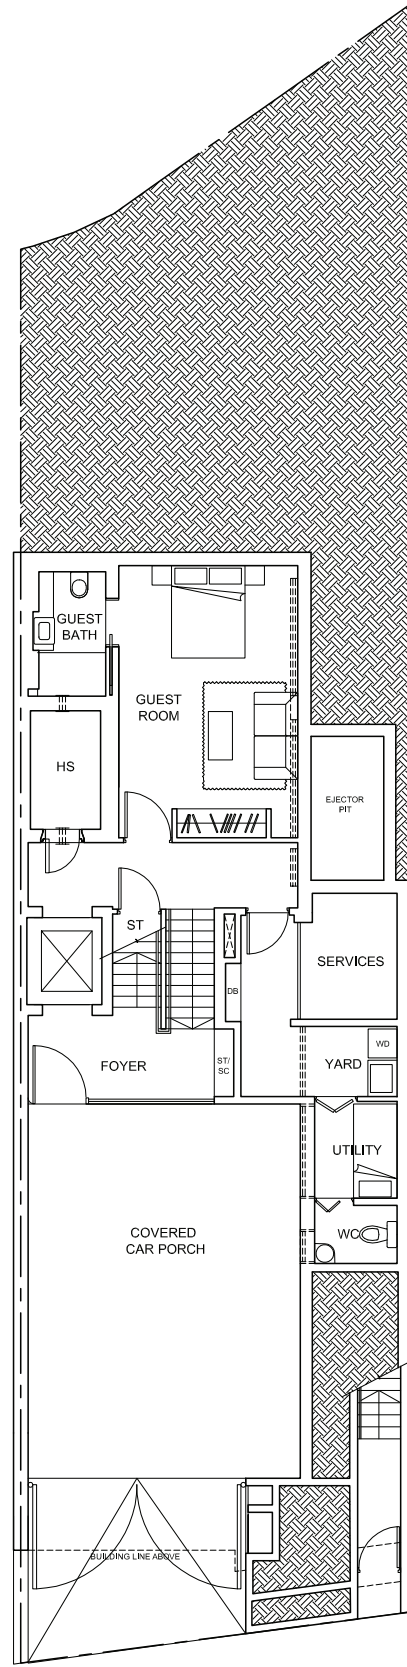 GUEST
BATH
GUEST
ROOM
HS
EJECTOR
PIT
ST
SERVICES
DB
FOYER
ST/
SC
YARD
WD
UTILITY
WC
COVERED
CAR PORCH
BUILDING LINE ABOVE